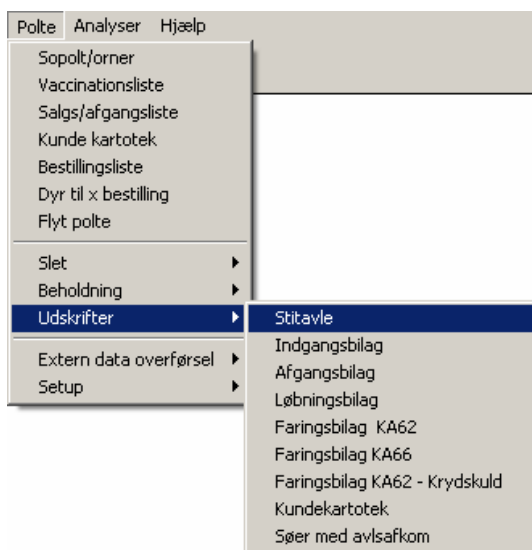 Polte Analyser Hjælp
Sopolt/orner
Vaccinationsliste
Salgs/afgangsliste
Kunde kartotek
Bestillingsliste
Dyr til x bestilling
Flyt polte
Slet
Beholdning
Udskrifter
Extern data overførsel
Setup
Stitavle
Indgangsbilag
Afgangsbilag
Løbningsbilag
Faringsbilag KA62
Faringsbilag KA66
Faringsbilag KA62 - Krydskuld
Kundekartotek
Søer med avlsafkom